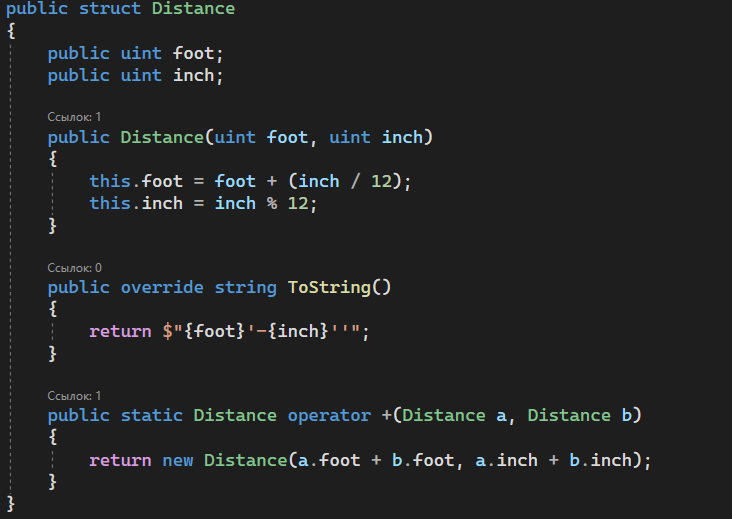 public struct Distance
{
public uint foot;
public uint inch;
Ссылок: 1
public Distance(uint foot, uint inch)
{
this.foot = foot + (inch / 12);
this.inch = inch % 12;
}
Ссылок: 0
public override string ToString()
{
return $"{foot}'-{inch}''";
}
Ссылок: 1
public static Distance operator +(Distance a, Distance b)
{
return new Distance(a.foot + b.foot, a.inch + b.inch);
}
}